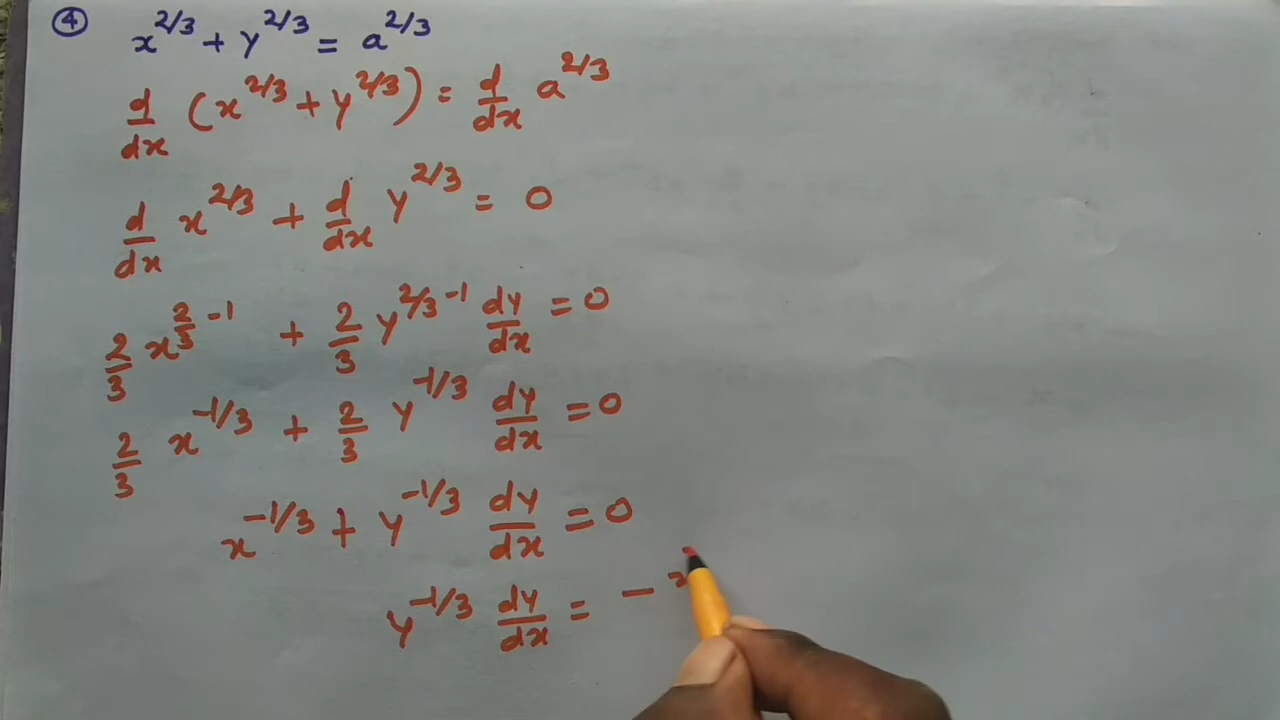 ④ x^2/3 + y^2/3 = a^2/3
d/dx (x^2/3 + y^2/3) = d/dx a^2/3
d/dx x^2/3 + d/dx y^2/3 = 0
2/3 x^2/3 -1 + 2/3 y^2/3 -1 dy/dx = 0
2/3 x^-1/3 + 2/3 y^-1/3 dy/dx = 0
x^-1/3 + y^-1/3 dy/dx = 0
y^-1/3 dy/dx = -